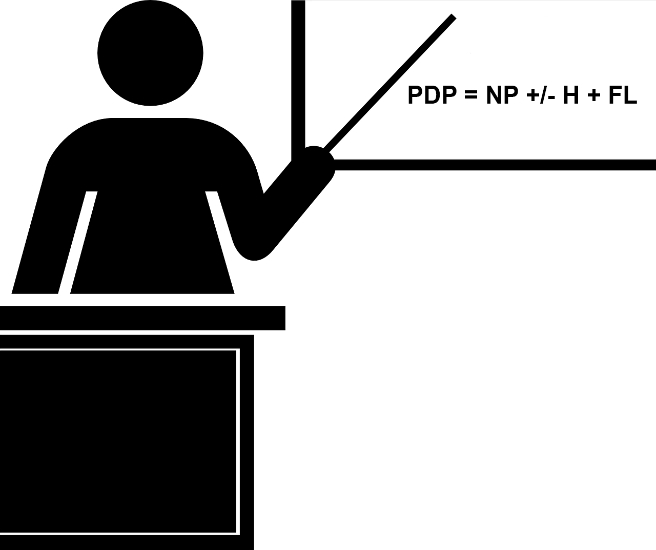 PDP = NP +/- H + FL